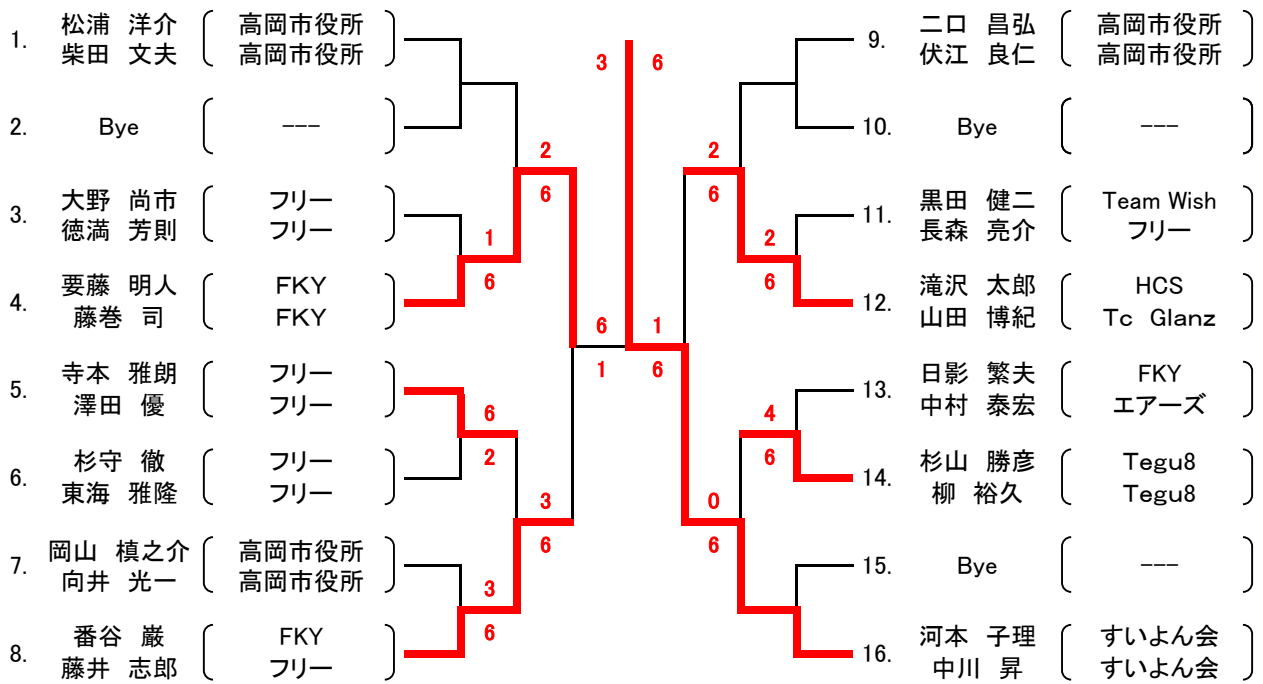 1.
松浦 洋介
柴田 文夫
高岡市役所
高岡市役所
2.
Bye
---
3.
大野 尚市
徳満 芳則
フリー
フリー
4.
要藤 明人
藤巻 司
FKY
FKY
5.
寺本 雅朗
澤田 優
フリー
フリー
6.
杉守 徹
東海 雅隆
フリー
フリー
7.
岡山 槙之介
向井 光一
高岡市役所
高岡市役所
8.
番谷 巌
藤井 志郎
FKY
フリー
1
6
6
2
3
6
2
6
3
6
6
1
3 6
1
6
2
6
0
6
2
6
4
6
9.
二口 昌弘
伏江 良仁
高岡市役所
高岡市役所
10.
Bye
---
11.
黒田 健二
長森 亮介
Team Wish
フリー
12.
滝沢 太郎
山田 博紀
HCS
Tc Glanz
13.
日影 繁夫
中村 泰宏
FKY
エアーズ
14.
杉山 勝彦
柳 裕久
Tegu8
Tegu8
15.
Bye
---
16.
河本 子理
中川 昇
すいよん会
すいよん会